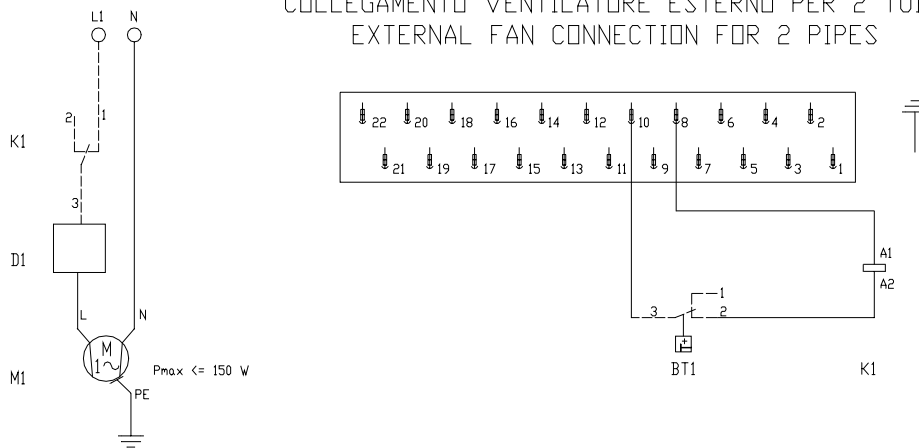 COLLEGAMENTO VENTILATORE ESTERNO PER 2
EXTERNAL FAN CONNECTION FOR 2 PIPES
L1 N
22 20 18 16 14 12 10 8 6 4 2
21 19 17 15 13 11 9 7 5 3 1
2 1
K1
3
D1
A1
A2
L N
3 1 2
M
1~
M1
Pmax <= 150 W
BT1
K1
PE